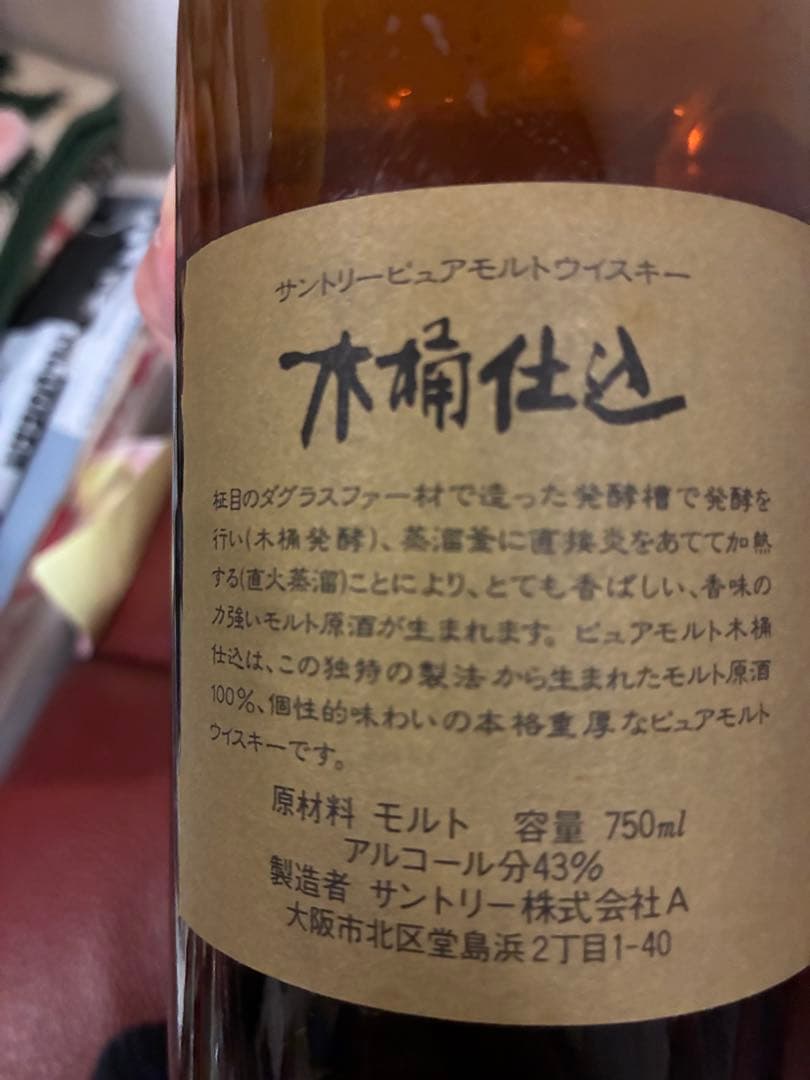 サントリーピュアモルトウイスキー
木桶仕込
柾目のダグラスファー材で造った発酵槽で発酵を
行い(木桶発酵)、蒸溜釜に直接炎をあてて加熱
する(直火蒸溜)ことにより、とても香ばしい、香味の
力強いモルト原酒が生まれます。ピュアモルト木桶
仕込は、この独特の製法から生まれたモルト原酒
100%、個性的味わいの本格重厚なピュアモルト
ウイスキーです。
原材料 モルト 容量 750ml
アルコール分43%
製造者 サントリー株式会社A
大阪市北区堂島浜2丁目1-40